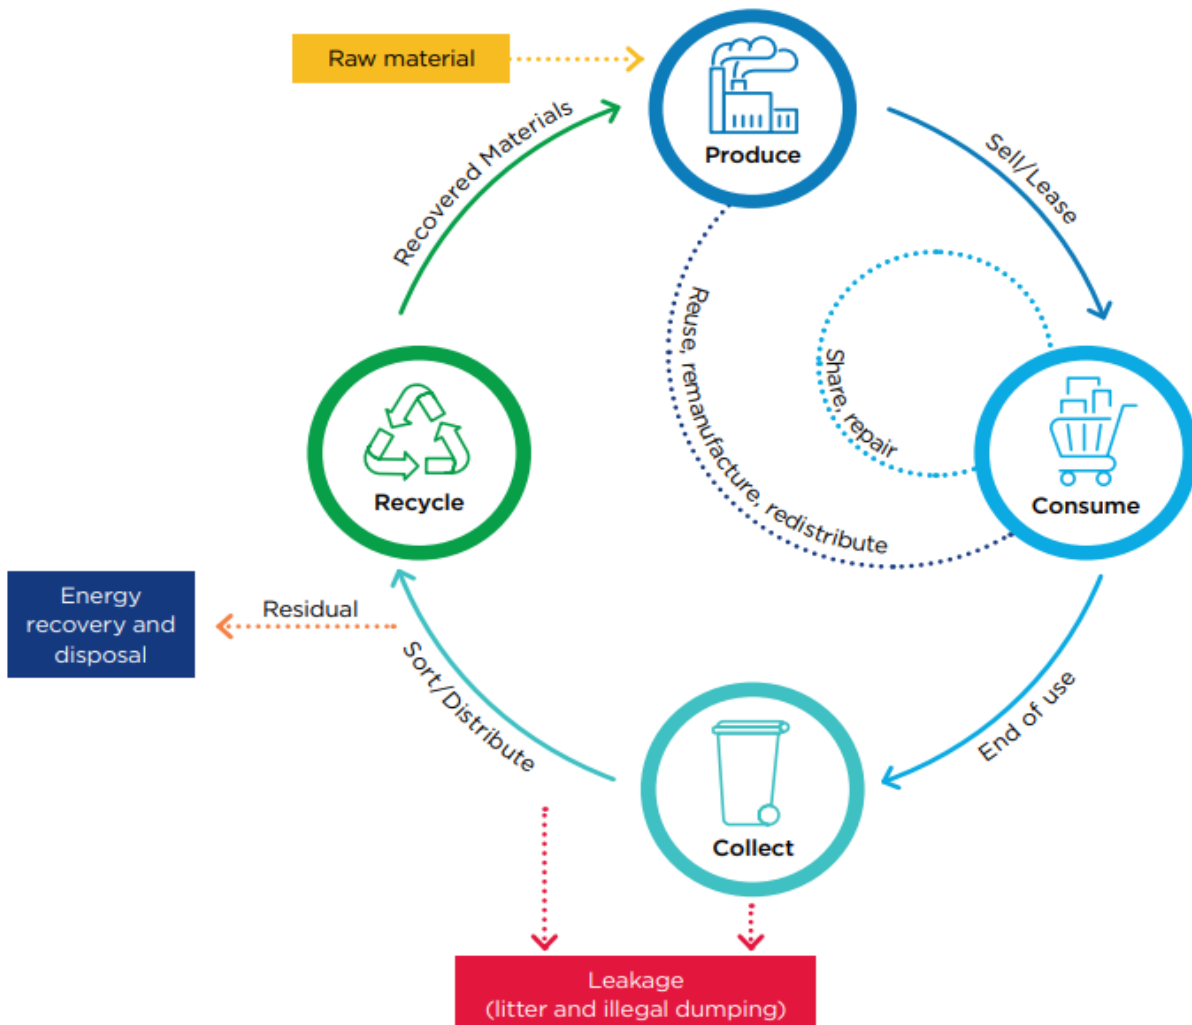 Raw material
Produce
Recovered Materials
Sell/Lease
Reuse, remanufacture, redistribute
Share, repair
Recycle
Consume
Energy
recovery and
disposal
Residual
Sort/Distribute
End of use
Collect
Leakage
(litter and illegal dumping)